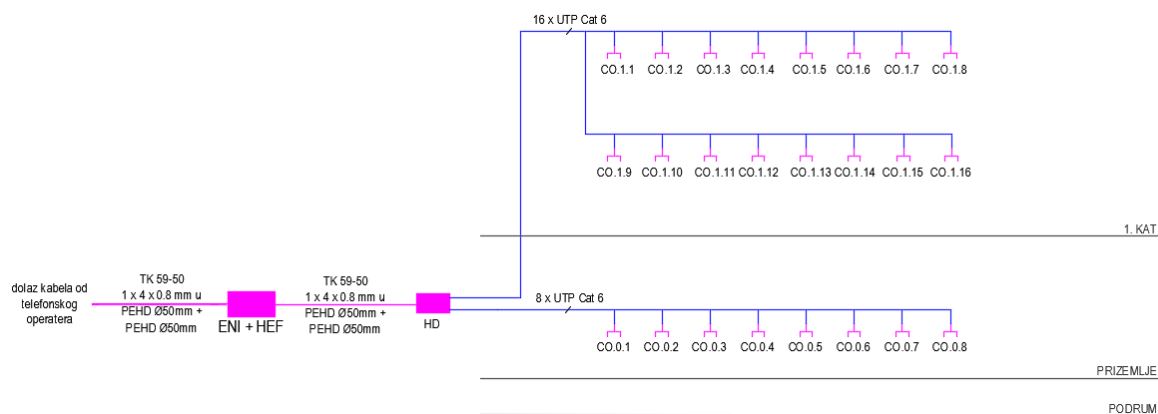 16 x UTP Cat 6
CO.1.1 CO.1.2 CO.1.3 CO.1.4 CO.1.5 CO.1.6 CO.1.7 CO.1.8
CO.1.9 CO.1.10 CO.1.11 CO.1.12 CO.1.13 CO.1.14 CO.1.15 CO.1.16
1. KAT
dolaz kabela od
telefonskog
operatera
TK 59-50
1 x 4 x 0.8 mm u
PEHD Ø50mm +
PEHD Ø50mm
ENI + HEF
TK 59-50
1 x 4 x 0.8 mm u
PEHD Ø50mm +
PEHD Ø50mm
HD
8 x UTP Cat 6
CO.0.1 CO.0.2 CO.0.3 CO.0.4 CO.0.5 CO.0.6 CO.0.7 CO.0.8
PRIZEMLJE
PODRUM